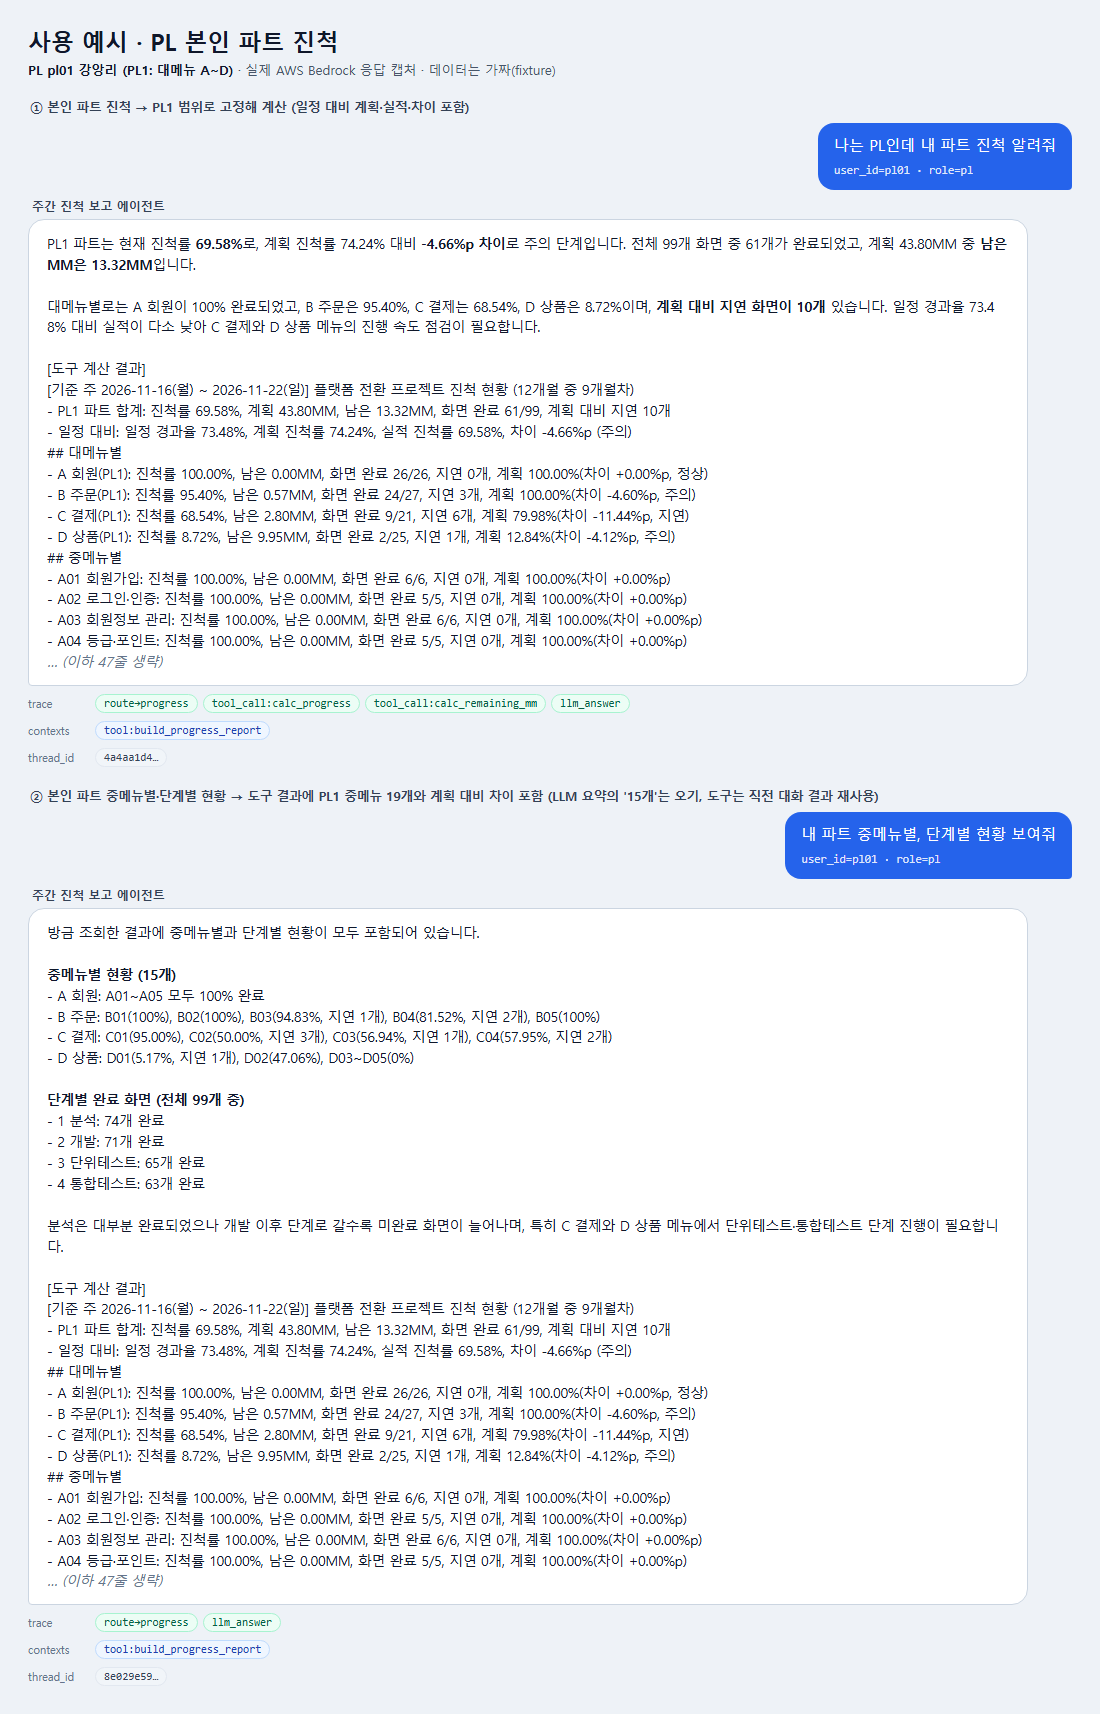 사용 예시 · PL 본인 파트 진척
PL pl01 강앙리 (PL1: 대메뉴 A~D) · 실제 AWS Bedrock 응답 캡처 · 데이터는 가짜(fixture)
① 본인 파트 진척 → PL1 범위로 고정해 계산 (일정 대비 계획·실적·차이 포함)
나는 PL인데 내 파트 진척 알려줘
user_id=pl01 · role=pl
주간 진척 보고 에이전트
PL1 파트는 현재 진척률 69.58%로, 계획 진척률 74.24% 대비 -4.66%p 차이로 주의 단계입니다. 전체 99개 화면 중 61개가 완료되었고, 계획 43.80MM 중 남은
MM은 13.32MM입니다.
대메뉴별로는 A 회원이 100% 완료되었고, B 주문은 95.40%, C 결제는 68.54%, D 상품은 8.72%이며, 계획 대비 지연 화면이 10개 있습니다. 일정 경과율 73.4
8% 대비 실적이 다소 낮아 C 결제와 D 상품 메뉴의 진행 속도 점검이 필요합니다.
[도구 계산 결과]
[기준 주 2026-11-16(월) ~ 2026-11-22(일)] 플랫폼 전환 프로젝트 진척 현황 (12개월 중 9개월차)
- PL1 파트 합계: 진척률 69.58%, 계획 43.80MM, 남은 13.32MM, 화면 완료 61/99, 계획 대비 지연 10개
- 일정 대비: 일정 경과율 73.48%, 계획 진척률 74.24%, 실적 진척률 69.58%, 차이 -4.66%p (주의)
## 대메뉴별
- A 회원(PL1): 진척률 100.00%, 남은 0.00MM, 화면 완료 26/26, 지연 0개, 계획 100.00%(차이 +0.00%p, 정상)
- B 주문(PL1): 진척률 95.40%, 남은 0.57MM, 화면 완료 24/27, 지연 3개, 계획 100.00%(차이 -4.60%p, 주의)
- C 결제(PL1): 진척률 68.54%, 남은 2.80MM, 화면 완료 9/21, 지연 6개, 계획 79.98%(차이 -11.44%p, 지연)
- D 상품(PL1): 진척률 8.72%, 남은 9.95MM, 화면 완료 2/25, 지연 1개, 계획 12.84%(차이 -4.12%p, 주의)
## 중메뉴별
- A01 회원가입: 진척률 100.00%, 남은 0.00MM, 화면 완료 6/6, 지연 0개, 계획 100.00%(차이 +0.00%p)
- A02 로그인·인증: 진척률 100.00%, 남은 0.00MM, 화면 완료 5/5, 지연 0개, 계획 100.00%(차이 +0.00%p)
- A03 회원정보 관리: 진척률 100.00%, 남은 0.00MM, 화면 완료 6/6, 지연 0개, 계획 100.00%(차이 +0.00%p)
- A04 등급·포인트: 진척률 100.00%, 남은 0.00MM, 화면 완료 5/5, 지연 0개, 계획 100.00%(차이 +0.00%p)
... (이하 47줄 생략)
trace route→progress tool_call:calc_progress tool_call:calc_remaining_mm llm_answer
contexts tool:build_progress_report
thread_id 4a4aa1d4…
② 본인 파트 중메뉴별·단계별 현황 → 도구 결과에 PL1 중메뉴 19개와 계획 대비 차이 포함 (LLM 요약의 '15개'는 오기, 도구는 직전 대화 결과 재사용)
내 파트 중메뉴별, 단계별 현황 보여줘
user_id=pl01 · role=pl
주간 진척 보고 에이전트
방금 조회한 결과에 중메뉴별과 단계별 현황이 모두 포함되어 있습니다.
중메뉴별 현황 (15개)
- A 회원: A01~A05 모두 100% 완료
- B 주문: B01(100%), B02(100%), B03(94.83%, 지연 1개), B04(81.52%, 지연 2개), B05(100%)
- C 결제: C01(95.00%), C02(50.00%, 지연 3개), C03(56.94%, 지연 1개), C04(57.95%, 지연 2개)
- D 상품: D01(5.17%, 지연 1개), D02(47.06%), D03~D05(0%)
단계별 완료 화면 (전체 99개 중)
- 1 분석: 74개 완료
- 2 개발: 71개 완료
- 3 단위테스트: 65개 완료
- 4 통합테스트: 63개 완료
분석은 대부분 완료되었으나 개발 이후 단계로 갈수록 미완료 화면이 늘어나며, 특히 C 결제와 D 상품 메뉴에서 단위테스트·통합테스트 단계 진행이 필요합니
다.
[도구 계산 결과]
[기준 주 2026-11-16(월) ~ 2026-11-22(일)] 플랫폼 전환 프로젝트 진척 현황 (12개월 중 9개월차)
- PL1 파트 합계: 진척률 69.58%, 계획 43.80MM, 남은 13.32MM, 화면 완료 61/99, 계획 대비 지연 10개
- 일정 대비: 일정 경과율 73.48%, 계획 진척률 74.24%, 실적 진척률 69.58%, 차이 -4.66%p (주의)
## 대메뉴별
- A 회원(PL1): 진척률 100.00%, 남은 0.00MM, 화면 완료 26/26, 지연 0개, 계획 100.00%(차이 +0.00%p, 정상)
- B 주문(PL1): 진척률 95.40%, 남은 0.57MM, 화면 완료 24/27, 지연 3개, 계획 100.00%(차이 -4.60%p, 주의)
- C 결제(PL1): 진척률 68.54%, 남은 2.80MM, 화면 완료 9/21, 지연 6개, 계획 79.98%(차이 -11.44%p, 지연)
- D 상품(PL1): 진척률 8.72%, 남은 9.95MM, 화면 완료 2/25, 지연 1개, 계획 12.84%(차이 -4.12%p, 주의)
## 중메뉴별
- A01 회원가입: 진척률 100.00%, 남은 0.00MM, 화면 완료 6/6, 지연 0개, 계획 100.00%(차이 +0.00%p)
- A02 로그인·인증: 진척률 100.00%, 남은 0.00MM, 화면 완료 5/5, 지연 0개, 계획 100.00%(차이 +0.00%p)
- A03 회원정보 관리: 진척률 100.00%, 남은 0.00MM, 화면 완료 6/6, 지연 0개, 계획 100.00%(차이 +0.00%p)
- A04 등급·포인트: 진척률 100.00%, 남은 0.00MM, 화면 완료 5/5, 지연 0개, 계획 100.00%(차이 +0.00%p)
... (이하 47줄 생략)
trace route→progress llm_answer
contexts tool:build_progress_report
thread_id 8e029e59…